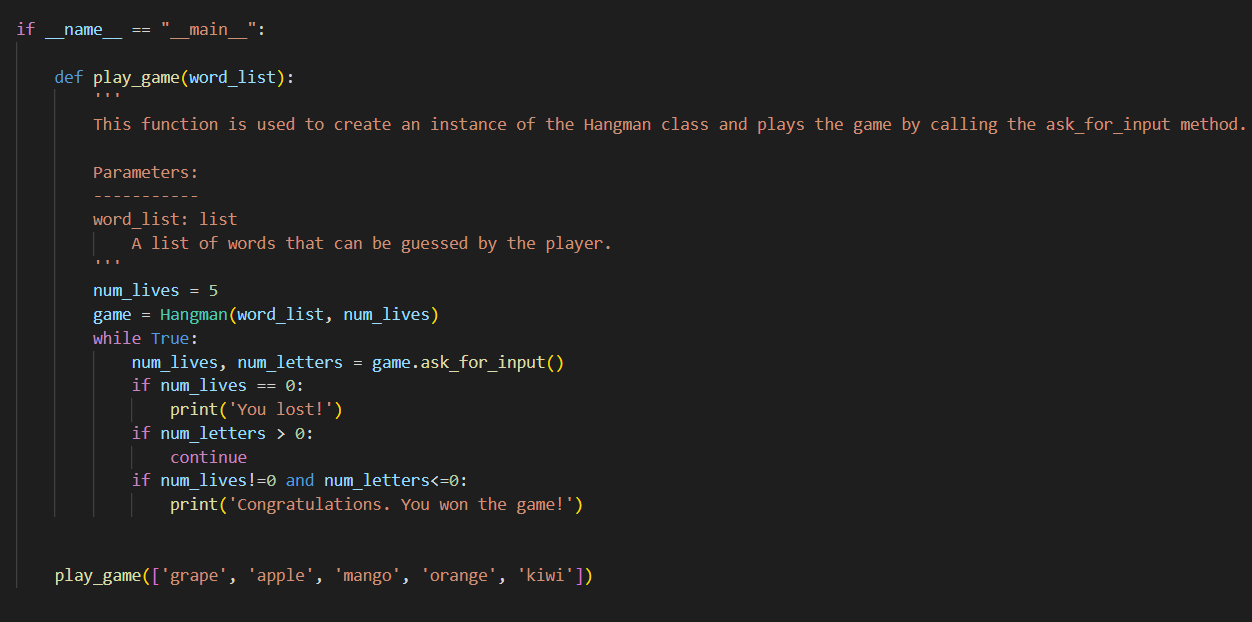 if __name__ == "__main__":
def play_game(word_list):
'''
This function is used to create an instance of the Hangman class and plays the game by calling the ask_for_input method.
Parameters:
-----------
word_list: list
A list of words that can be guessed by the player.
'''
num_lives = 5
game = Hangman(word_list, num_lives)
while True:
num_lives, num_letters = game.ask_for_input()
if num_lives == 0:
print('You lost!')
if num_letters > 0:
continue
if num_lives!=0 and num_letters<=0:
print('Congratulations. You won the game!')
play_game(['grape', 'apple', 'mango', 'orange', 'kiwi'])